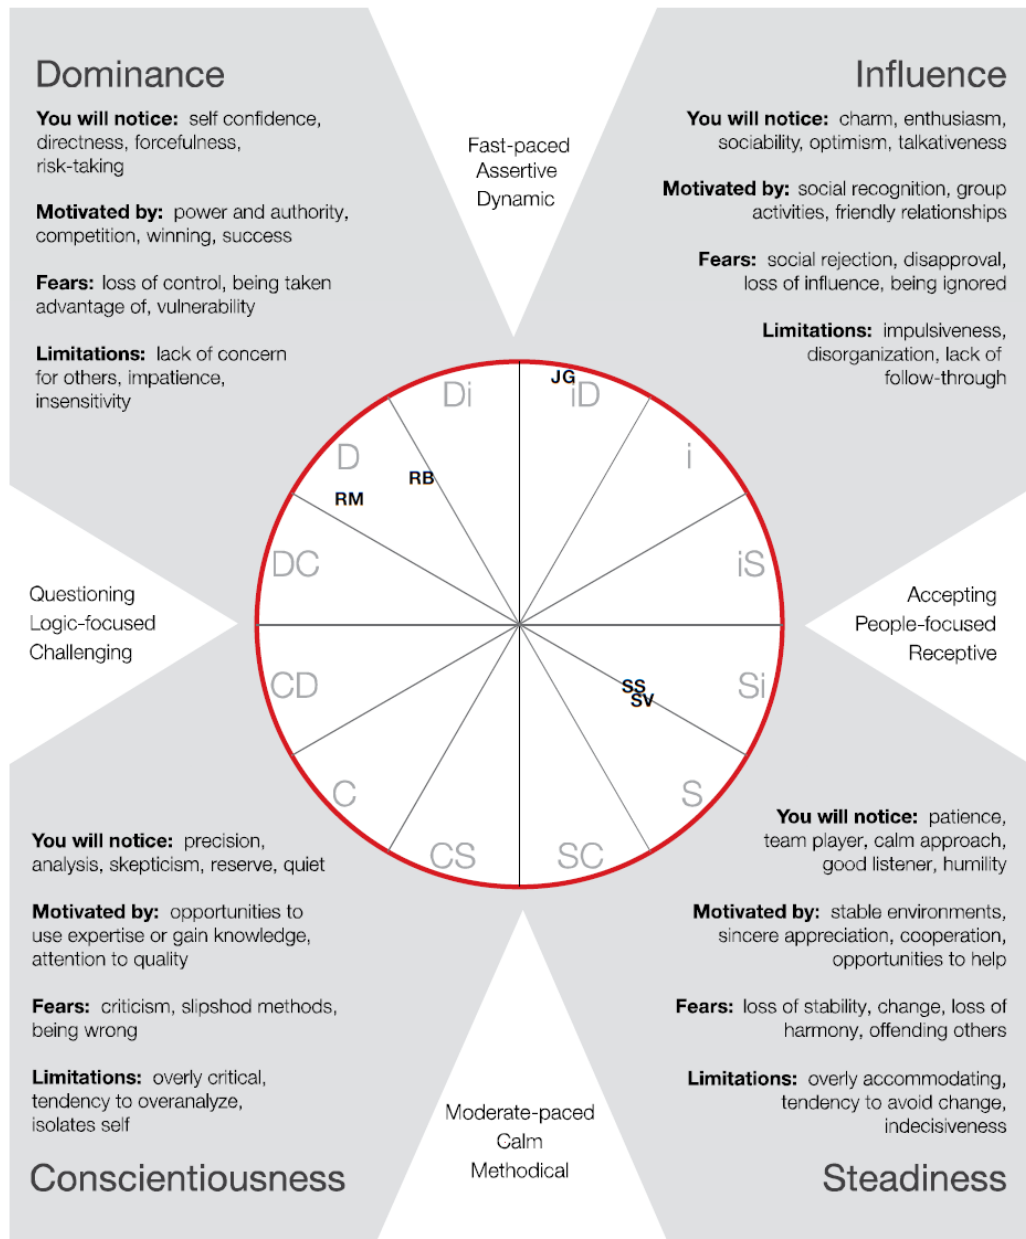 Dominance
You will notice: self confidence,
directness, forcefulness,
risk-taking
Motivated by: power and authority,
competition, winning, success
Fears: loss of control, being taken
advantage of, vulnerability
Limitations: lack of concern
for others, impatience,
insensitivity
Fast-paced
Assertive
Dynamic
Influence
You will notice: charm, enthusiasm,
sociability, optimism, talkativeness
Motivated by: social recognition, group
activities, friendly relationships
Fears: social rejection, disapproval,
loss of influence, being ignored
Limitations: impulsiveness,
disorganization, lack of
follow-through
JG
Di
iD
D
i
RB
RM
DC
iS
Questioning
Logic-focused
Challenging
Accepting
People-focused
Receptive
CD
SS
SV
Si
C
S
CS
SC
You will notice: precision,
analysis, skepticism, reserve, quiet
Motivated by: opportunities to
use expertise or gain knowledge,
attention to quality
Fears: criticism, slipshod methods,
being wrong
Limitations: overly critical,
tendency to overanalyze,
isolates self
Conscientiousness
Moderate-paced
Calm
Methodical
You will notice: patience,
team player, calm approach,
good listener, humility
Motivated by: stable environments,
sincere appreciation, cooperation,
opportunities to help
Fears: loss of stability, change, loss of
harmony, offending others
Limitations: overly accommodating,
tendency to avoid change,
indecisiveness
Steadiness